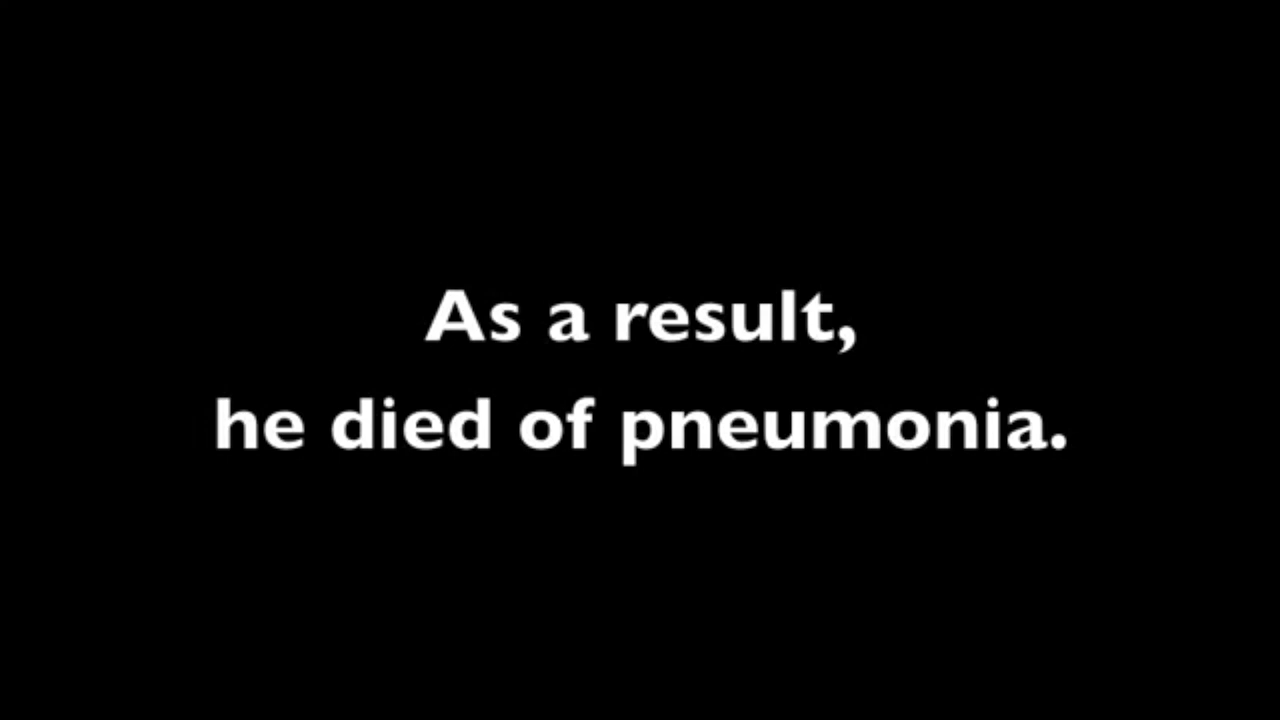 As a result,
he died of pneumonia.